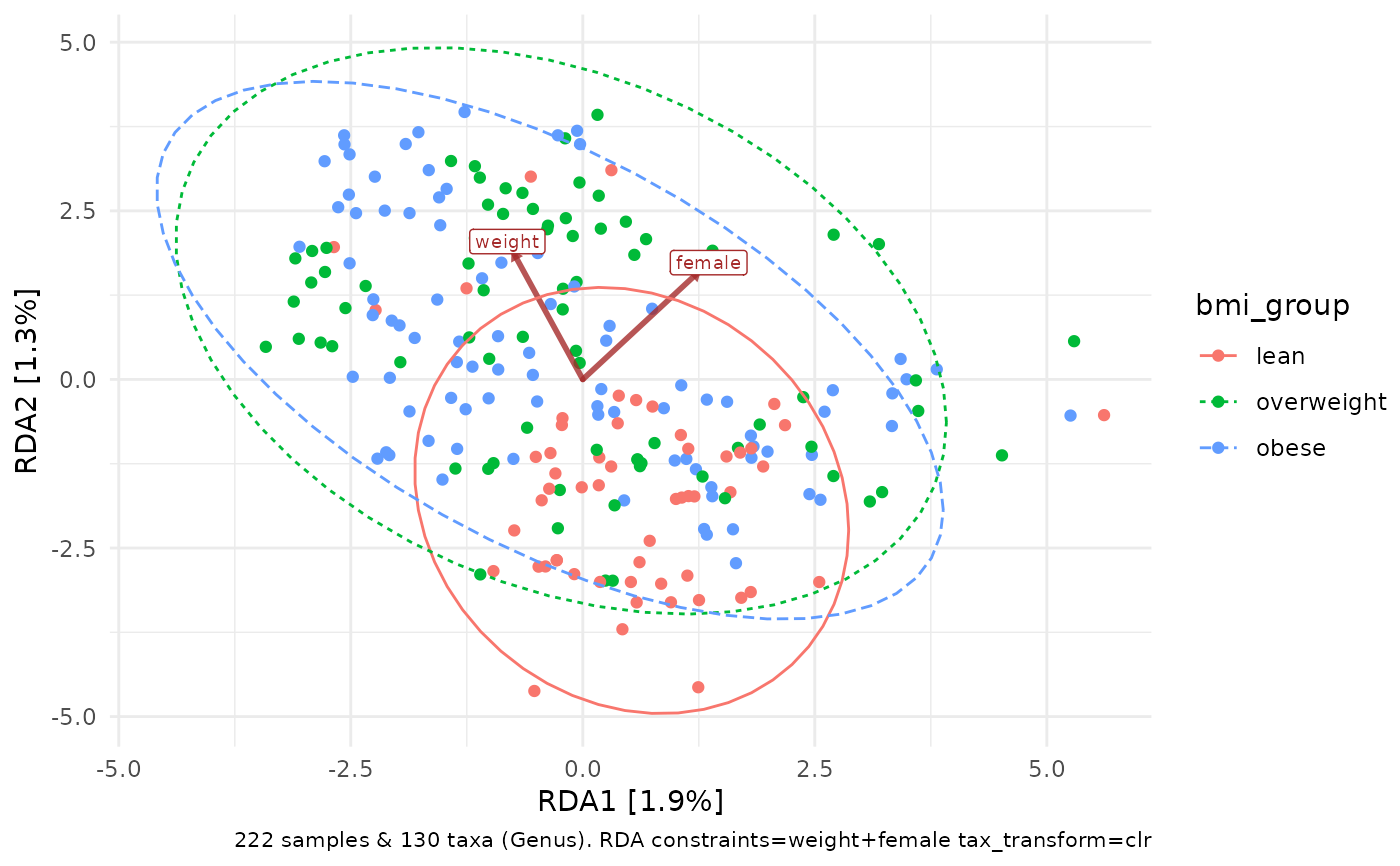 5.0
2.5
0.0
-2.5
-5.0
RDA2 [1.3%]
weight
female
-5.0
-2.5
0.0
2.5
5.0
RDA1 [1.9%]
bmi_group
lean
overweight
obese
222 samples & 130 taxa (Genus). RDA constraints=weight+female tax_transform=clr